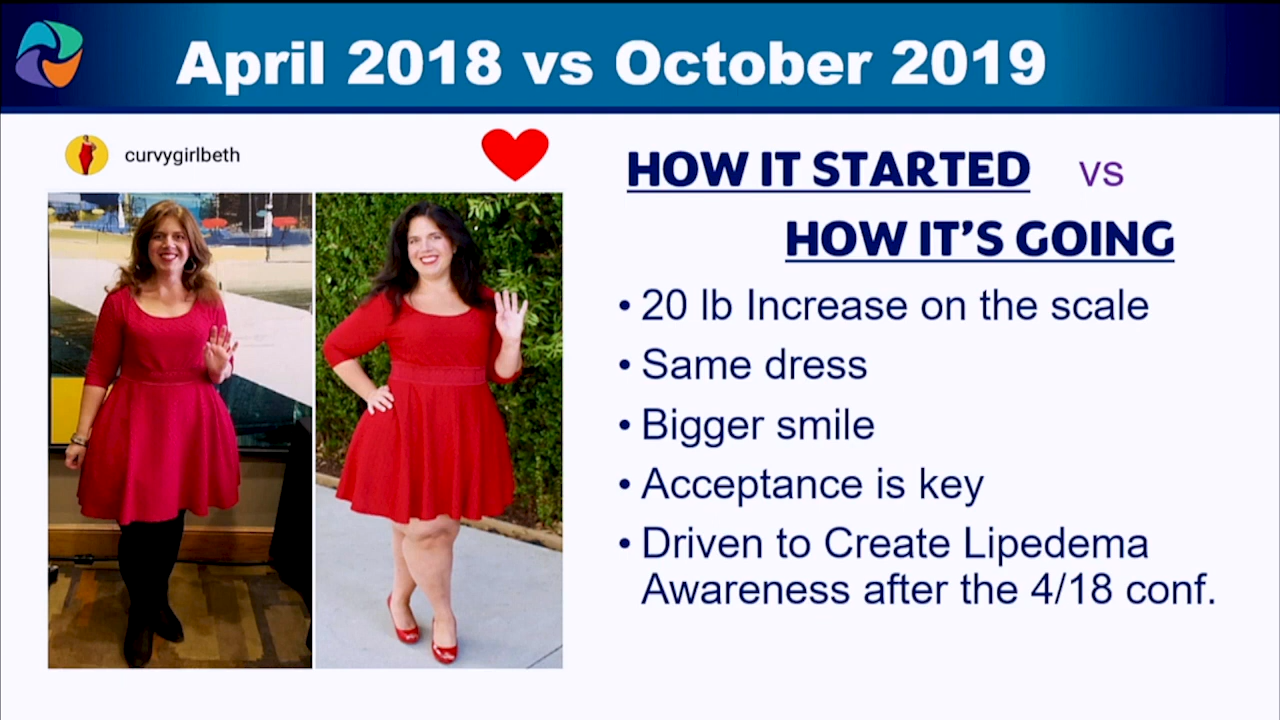 April 2018 vs October 2019
curvygirlbeth
HOW IT STARTED vs
HOW IT'S GOING
• 20 lb Increase on the scale
• Same dress
• Bigger smile
• Acceptance is key
• Driven to Create Lipedema
Awareness after the 4/18 conf.